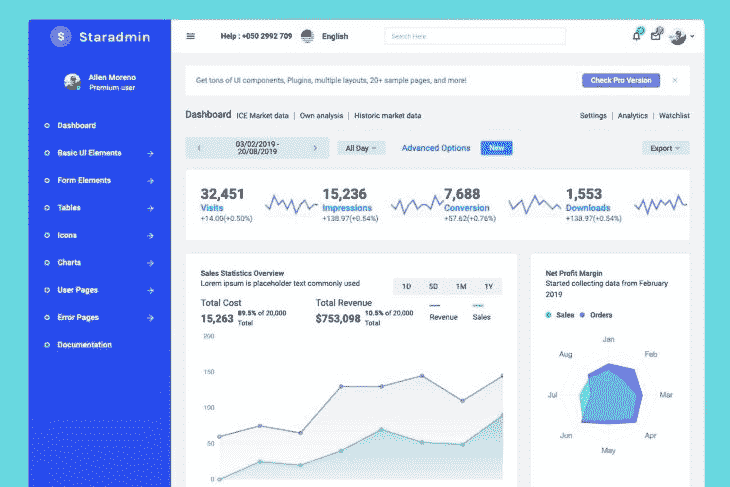 S Staradmin
Allen Moreno
Premium user
Dashboard
Basic UI Elements
Form Elements
Tables
Icons
Charts
User Pages
Error Pages
Documentation
Help : +050 2992 709 English Search Here
Get tons of UI components, Plugins, multiple layouts, 20+ sample pages, and more! Check Pro Version ×
Dashboard ICE Market data | Own analysis | Historic market data Settings | Analytics | Watchlist
03/02/2019 -
20/08/2019
All Day Advanced Options New Export
32,451 15,236 7,688 1,553
Visits Impressions Conversion Downloads
+14.00(+0.50%) +138.97(+0.54%) +57.62(+0.76%) +138.97(+0.54%)
Sales Statistics Overview
Lorem ipsum is placeholder text commonly used
1D 5D 1M 1Y
Total Cost
15,263 89.5% of 20,000
Total
Total Revenue
$753,098 10.5% of 20,000
Total
Revenue Sales
200
150
100
50
0
Net Profit Margin
Started collecting data from February
2019
Sales Orders
Jan
Feb
Mar
Apr
May
Jun
Jul
Aug